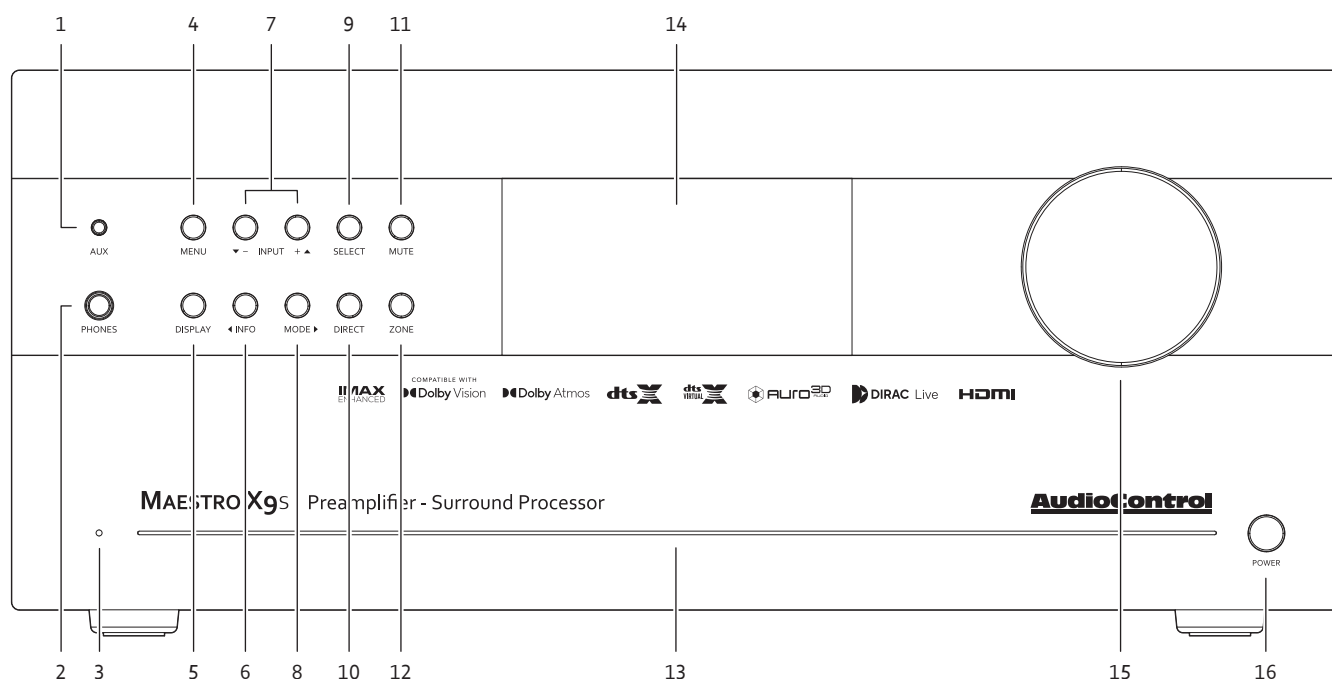 1 4 7 9 11 14
AUX MENU ▼ – INPUT + ▲ SELECT MUTE
PHONES DISPLAY ◀ INFO MODE ▶ DIRECT ZONE
COMPATIBLE WITH
IMAX ENHANCED Dolby Vision Dolby Atmos dts X dts VIRTUAL X AURO 3D AUDIO DIRAC Live HDMI
MAESTRO X9S Preamplifier - Surround Processor AudioControl
POWER
2 3 5 6 8 10 12 13 15 16